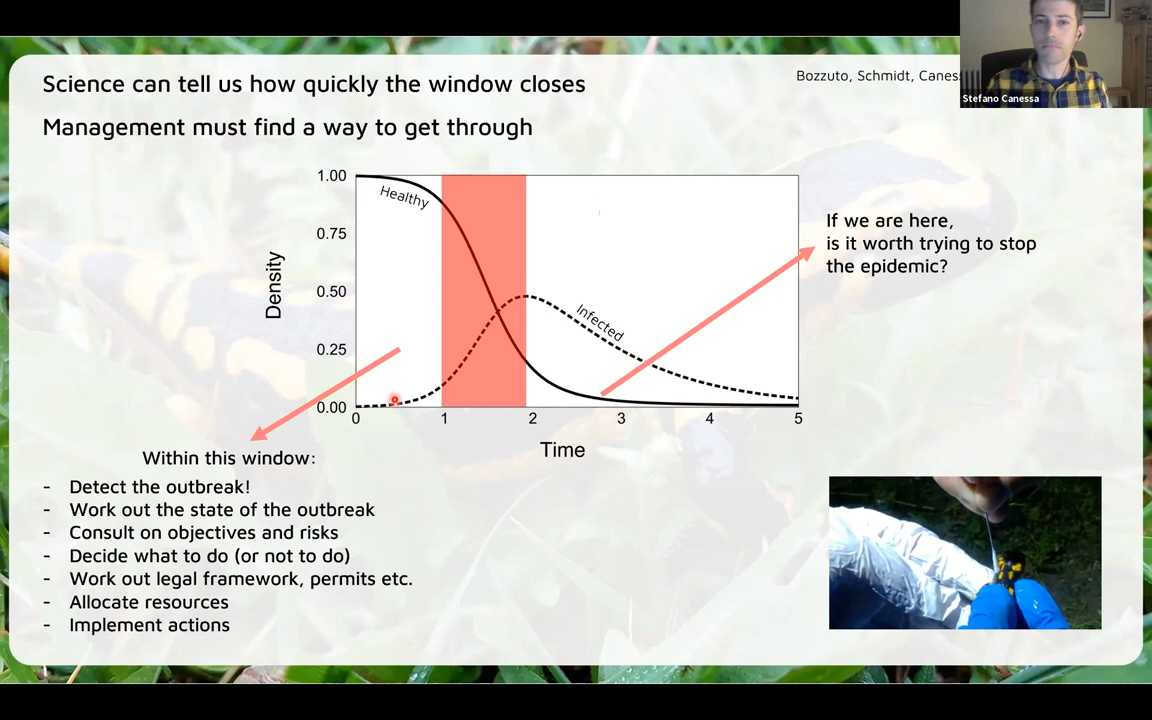 Science can tell us how quickly the window closes
Bozzuto, Schmidt,
Stefano Canessa
Management must find a way to get through
1.00
0.75
0.50
0.25
0.00
Density
Healthy
Infected
0 1 2 3 4 5
Time
If we are here,
is it worth trying to stop
the epidemic?
Within this window:
- Detect the outbreak!
- Work out the state of the outbreak
- Consult on objectives and risks
- Decide what to do (or not to do)
- Work out legal framework, permits etc.
- Allocate resources
- Implement actions